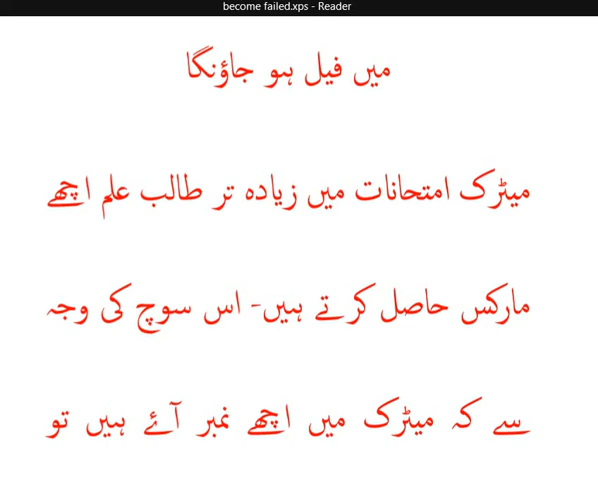 become failed.xps - Reader
میں فیل ہو جاؤنگا
میٹرک امتحانات میں زیادہ تر طالب علم اچھے
مارکس حاصل کرتے ہیں- اس سوچ کی وجہ
سے کہ میٹرک میں اچھے نمبر آئے ہیں تو